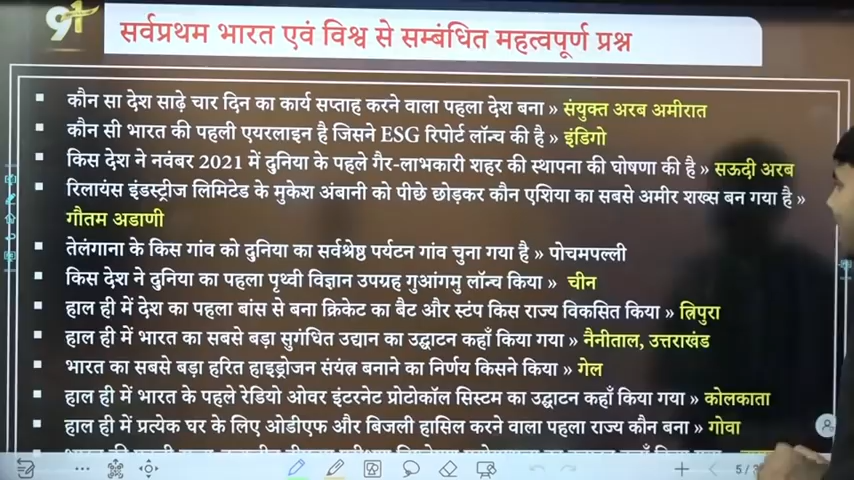 सर्वप्रथम भारत एवं विश्व से सम्बंधित महत्वपूर्ण प्रश्न
▪ कौन सा देश साढ़े चार दिन का कार्य सप्ताह करने वाला पहला देश बना » संयुक्त अरब अमीरात
▪ कौन सी भारत की पहली एयरलाइन है जिसने ESG रिपोर्ट लॉन्च की है » इंडिगो
▪ किस देश ने नवंबर 2021 में दुनिया के पहले गैर-लाभकारी शहर की स्थापना की घोषणा की है » सऊदी अरब
▪ रिलायंस इंडस्ट्रीज लिमिटेड के मुकेश अंबानी को पीछे छोड़कर कौन एशिया का सबसे अमीर शख्स बन गया है »
गौतम अडाणी
▪ तेलंगाना के किस गांव को दुनिया का सर्वश्रेष्ठ पर्यटन गांव चुना गया है » पोचमपल्ली
▪ किस देश ने दुनिया का पहला पृथ्वी विज्ञान उपग्रह गुआंगमु लॉन्च किया » चीन
▪ हाल ही में देश का पहला बांस से बना क्रिकेट का बैट और स्टंप किस राज्य विकसित किया » त्रिपुरा
▪ हाल ही में भारत का सबसे बड़ा सुगंधित उद्यान का उद्घाटन कहाँ किया गया » नैनीताल, उत्तराखंड
▪ भारत का सबसे बड़ा हरित हाइड्रोजन संयंत्र बनाने का निर्णय किसने किया » गेल
▪ हाल ही में भारत के पहले रेडियो ओवर इंटरनेट प्रोटोकॉल सिस्टम का उद्घाटन कहाँ किया गया » कोलकाता
▪ हाल ही में प्रत्येक घर के लिए ओडीएफ और बिजली हासिल करने वाला पहला राज्य कौन बना » गोवा
5/